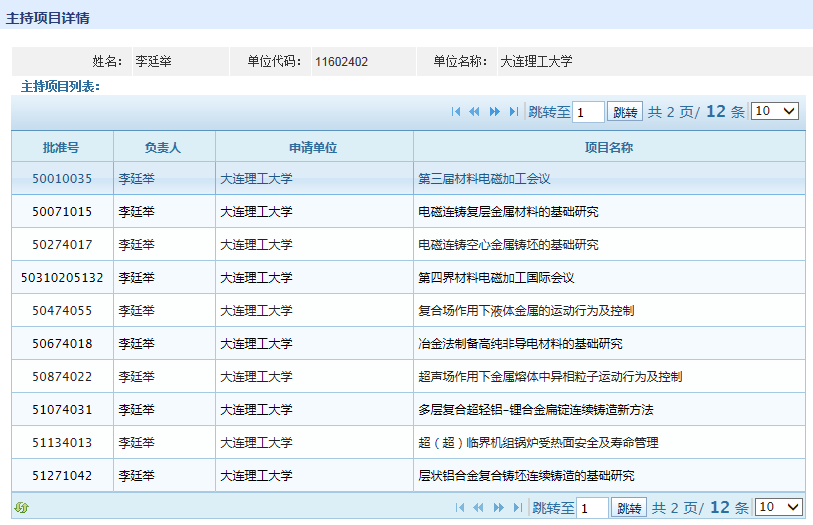 主持项目详情
姓名： 李廷举 单位代码： 11602402 单位名称： 大连理工大学
主持项目列表：
跳转至 1 跳转 共 2 页/ 12 条 10
批准号 负责人 申请单位 项目名称
50010035 李廷举 大连理工大学 第三届材料电磁加工会议
50071015 李廷举 大连理工大学 电磁连铸复层金属材料的基础研究
50274017 李廷举 大连理工大学 电磁连铸空心金属铸坯的基础研究
50310205132 李廷举 大连理工大学 第四界材料电磁加工国际会议
50474055 李廷举 大连理工大学 复合场作用下液体金属的运动行为及控制
50674018 李廷举 大连理工大学 冶金法制备高纯非导电材料的基础研究
50874022 李廷举 大连理工大学 超声场作用下金属熔体中异相粒子运动行为及控制
51074031 李廷举 大连理工大学 多层复合超轻铝-锂合金扁锭连续铸造新方法
51134013 李廷举 大连理工大学 超（超）临界机组锅炉受热面安全及寿命管理
51271042 李廷举 大连理工大学 层状铝合金复合铸坯连续铸造的基础研究
跳转至 1 跳转 共 2 页/ 12 条 10